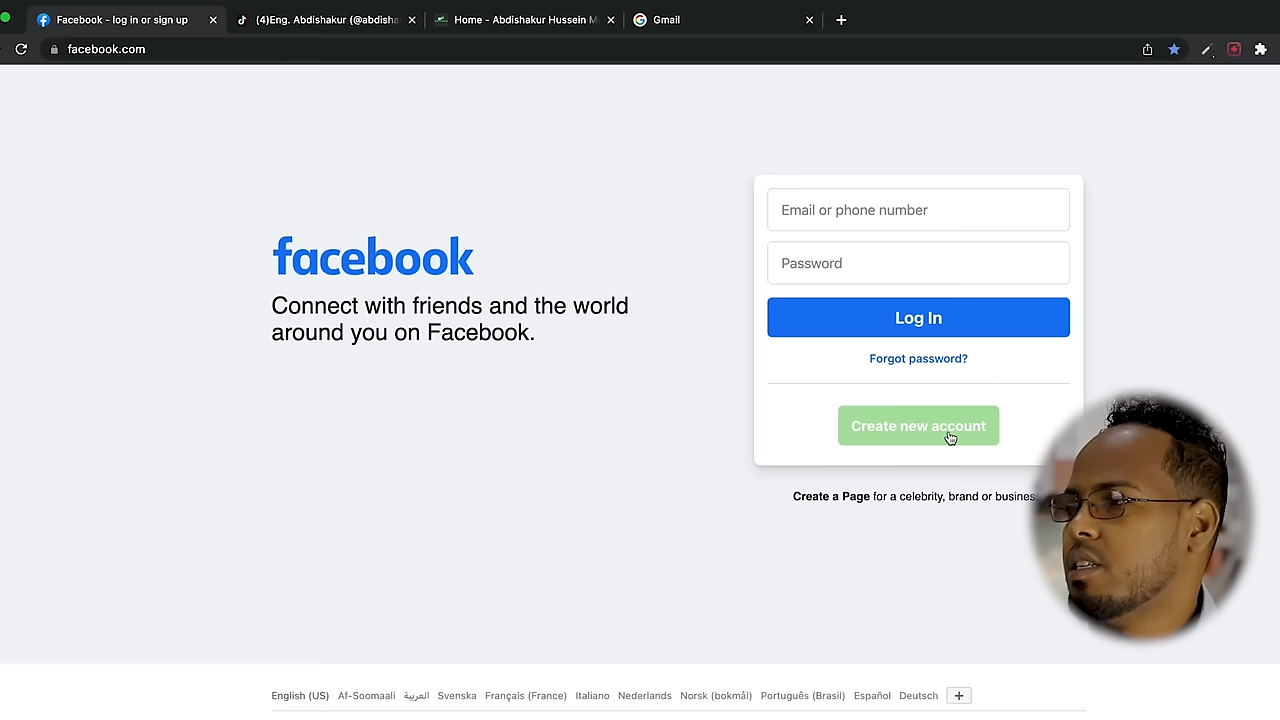 Facebook - log in or sign up
(4)Eng. Abdishakur (@abdisha
Home - Abdishakur Hussein M
Gmail
facebook.com
facebook
Connect with friends and the world
around you on Facebook.
Email or phone number
Password
Log In
Forgot password?
Create new account
Create a Page for a celebrity, brand or business
English (US) Af-Soomaali العربية Svenska Français (France) Italiano Nederlands Norsk (bokmål) Português (Brasil) Español Deutsch